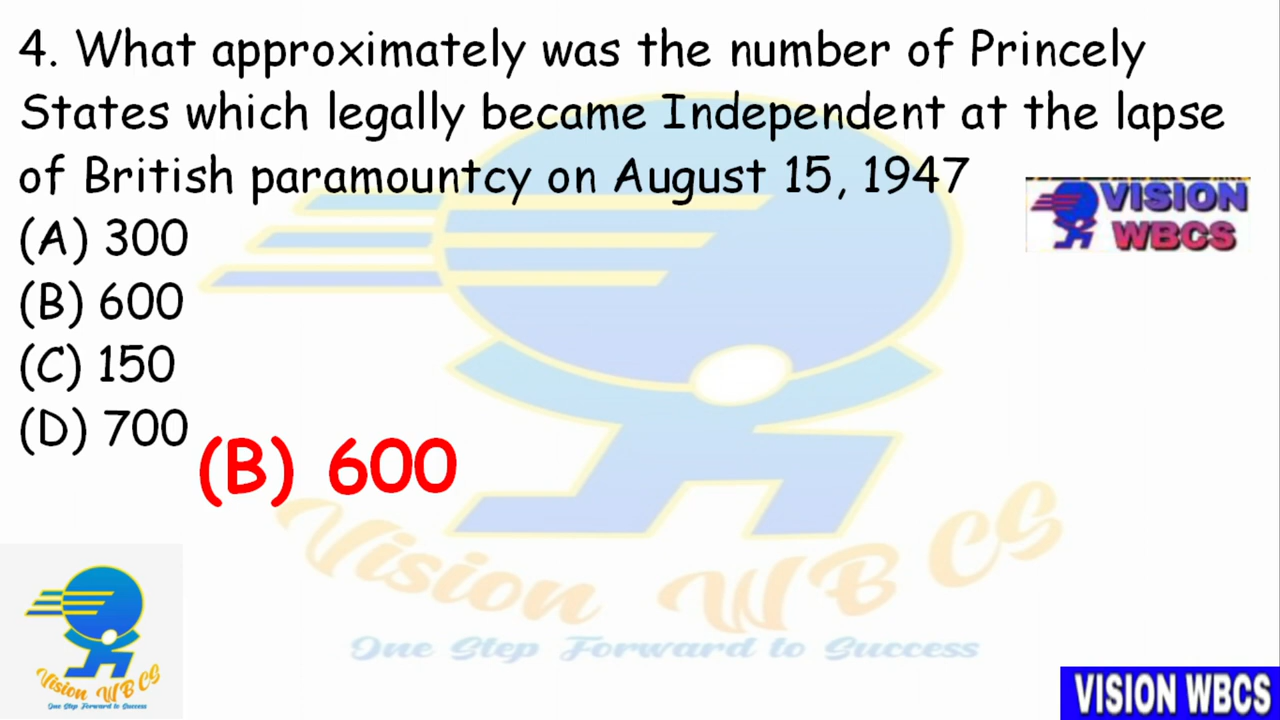 4. What approximately was the number of Princely
States which legally became Independent at the lapse
of British paramountcy on August 15, 1947
VISION
WBCS
(A) 300
(B) 600
(C) 150
(D) 700
(B) 600
Vision WBCS
One Step Forward to Success
Vision WBCS
One Step Forward to Success
VISION WBCS